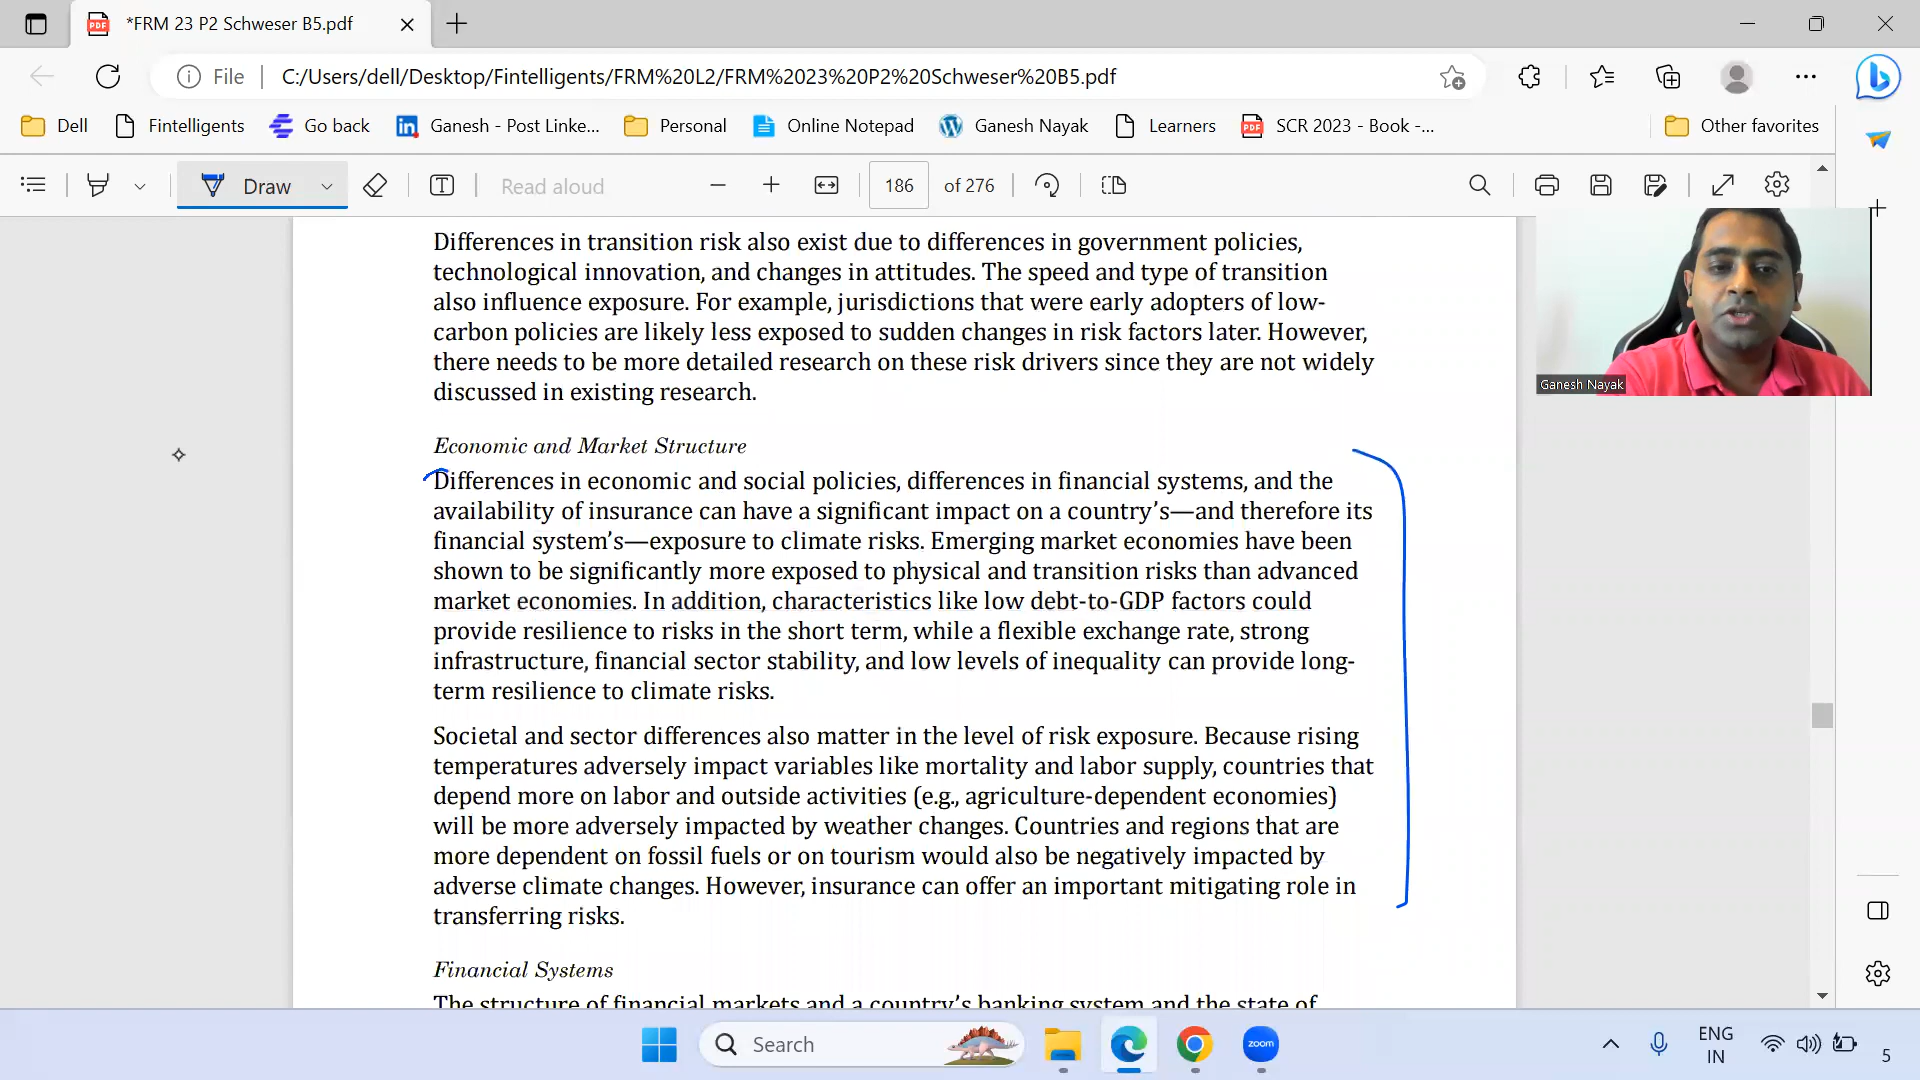 *FRM 23 P2 Schweser B5.pdf
File
C:/Users/dell/Desktop/Fintelligents/FRM%20L2/FRM%2023%20P2%20Schweser%20B5.pdf
Dell
Fintelligents
Go back
Ganesh - Post Linke...
Personal
Online Notepad
Ganesh Nayak
Learners
SCR 2023 - Book -...
Other favorites
Draw
Read aloud
186 of 276
Differences in transition risk also exist due to differences in government policies,
technological innovation, and changes in attitudes. The speed and type of transition
also influence exposure. For example, jurisdictions that were early adopters of low-
carbon policies are likely less exposed to sudden changes in risk factors later. However,
there needs to be more detailed research on these risk drivers since they are not widely
discussed in existing research.
Ganesh Nayak
Economic and Market Structure
Differences in economic and social policies, differences in financial systems, and the
availability of insurance can have a significant impact on a country's—and therefore its
financial system's—exposure to climate risks. Emerging market economies have been
shown to be significantly more exposed to physical and transition risks than advanced
market economies. In addition, characteristics like low debt-to-GDP factors could
provide resilience to risks in the short term, while a flexible exchange rate, strong
infrastructure, financial sector stability, and low levels of inequality can provide long-
term resilience to climate risks.
Societal and sector differences also matter in the level of risk exposure. Because rising
temperatures adversely impact variables like mortality and labor supply, countries that
depend more on labor and outside activities (e.g., agriculture-dependent economies)
will be more adversely impacted by weather changes. Countries and regions that are
more dependent on fossil fuels or on tourism would also be negatively impacted by
adverse climate changes. However, insurance can offer an important mitigating role in
transferring risks.
Financial Systems
The structure of financial markets and a country's banking system and the state of
Search
zoom
ENG
IN
5